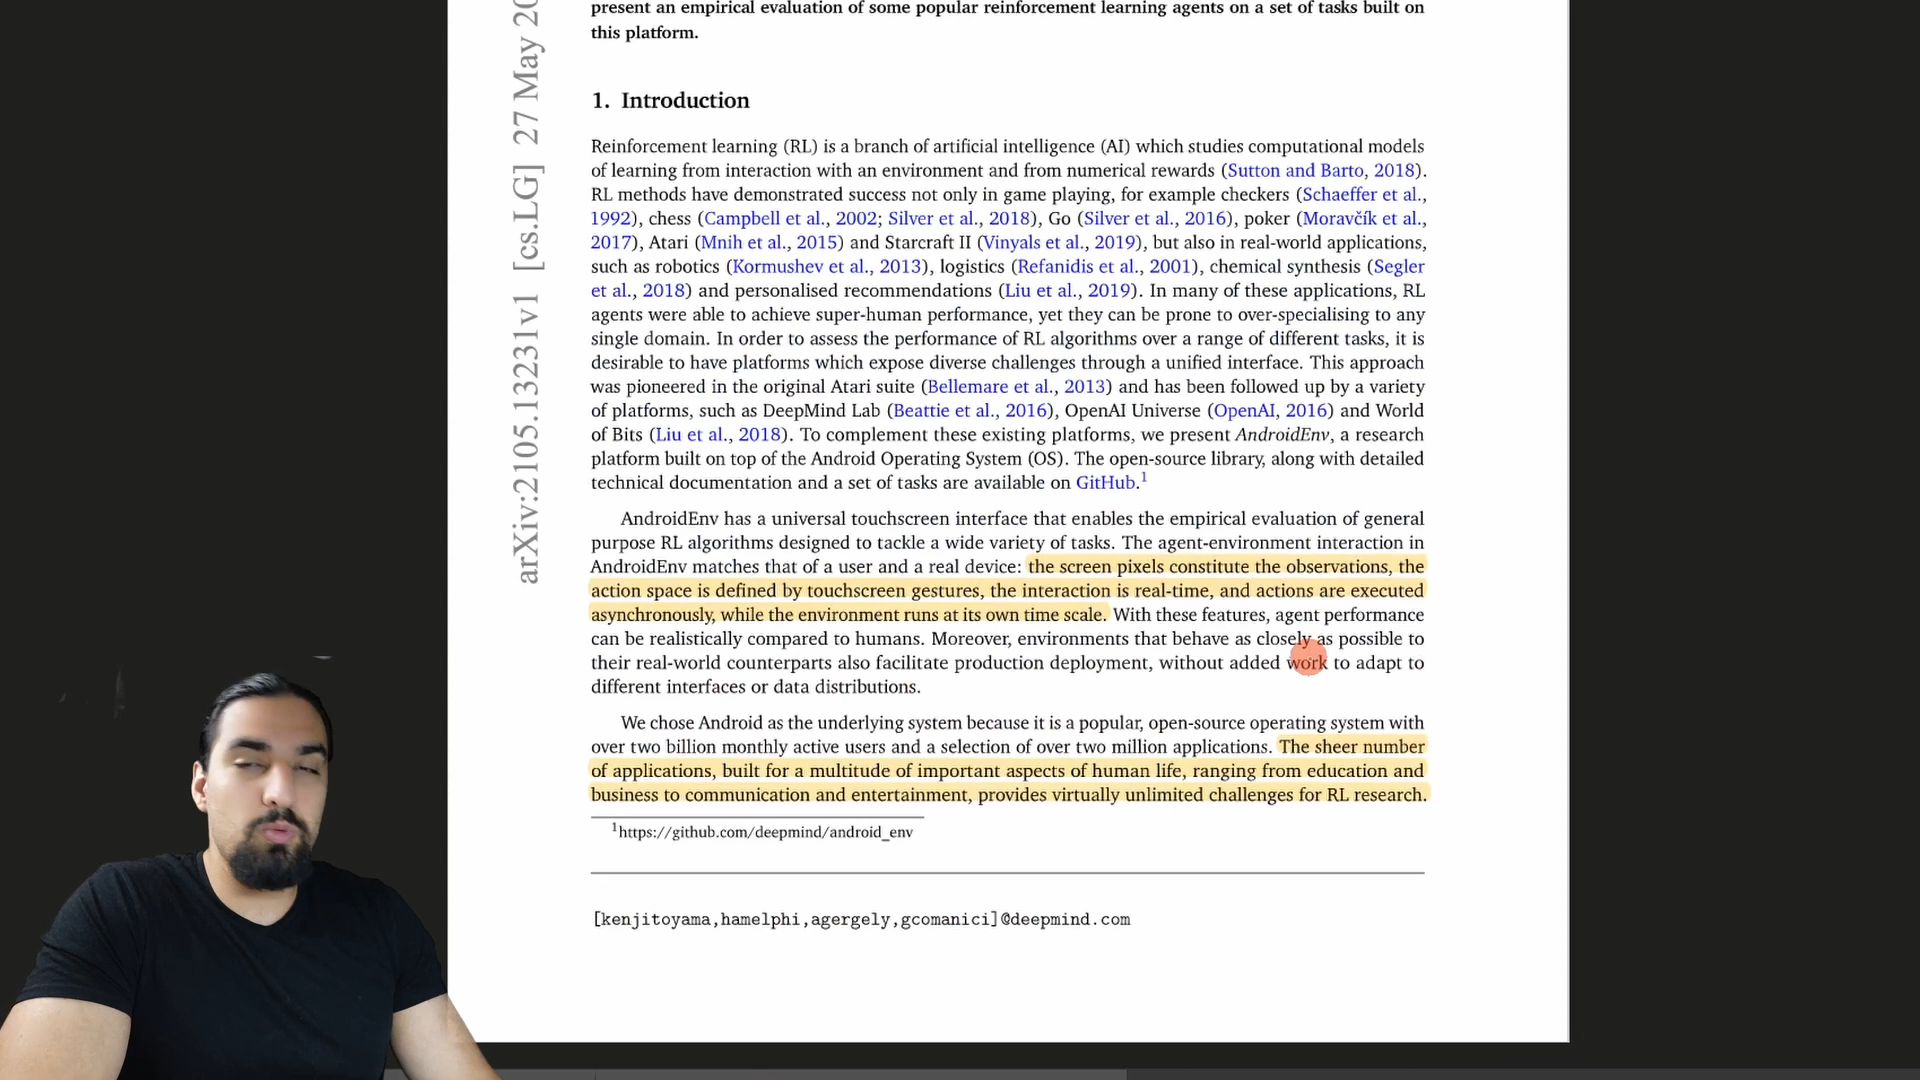 present an empirical evaluation of some popular reinforcement learning agents on a set of tasks built on
this platform.
arXiv:2105.13231v1 [cs.LG] 27 May 20
1. Introduction
Reinforcement learning (RL) is a branch of artificial intelligence (AI) which studies computational models
of learning from interaction with an environment and from numerical rewards (Sutton and Barto, 2018).
RL methods have demonstrated success not only in game playing, for example checkers (Schaeffer et al.,
1992), chess (Campbell et al., 2002; Silver et al., 2018), Go (Silver et al., 2016), poker (Moravčík et al.,
2017), Atari (Mnih et al., 2015) and Starcraft II (Vinyals et al., 2019), but also in real-world applications,
such as robotics (Kormushev et al., 2013), logistics (Refanidis et al., 2001), chemical synthesis (Segler
et al., 2018) and personalised recommendations (Liu et al., 2019). In many of these applications, RL
agents were able to achieve super-human performance, yet they can be prone to over-specialising to any
single domain. In order to assess the performance of RL algorithms over a range of different tasks, it is
desirable to have platforms which expose diverse challenges through a unified interface. This approach
was pioneered in the original Atari suite (Bellemare et al., 2013) and has been followed up by a variety
of platforms, such as DeepMind Lab (Beattie et al., 2016), OpenAI Universe (OpenAI, 2016) and World
of Bits (Liu et al., 2018). To complement these existing platforms, we present AndroidEnv, a research
platform built on top of the Android Operating System (OS). The open-source library, along with detailed
technical documentation and a set of tasks are available on GitHub.1
AndroidEnv has a universal touchscreen interface that enables the empirical evaluation of general
purpose RL algorithms designed to tackle a wide variety of tasks. The agent-environment interaction in
AndroidEnv matches that of a user and a real device: the screen pixels constitute the observations, the
action space is defined by touchscreen gestures, the interaction is real-time, and actions are executed
asynchronously, while the environment runs at its own time scale. With these features, agent performance
can be realistically compared to humans. Moreover, environments that behave as closely as possible to
their real-world counterparts also facilitate production deployment, without added work to adapt to
different interfaces or data distributions.
We chose Android as the underlying system because it is a popular, open-source operating system with
over two billion monthly active users and a selection of over two million applications. The sheer number
of applications, built for a multitude of important aspects of human life, ranging from education and
business to communication and entertainment, provides virtually unlimited challenges for RL research.
1https://github.com/deepmind/android_env
[kenjitoyama,hamelphi,agergely,gcomanici]@deepmind.com